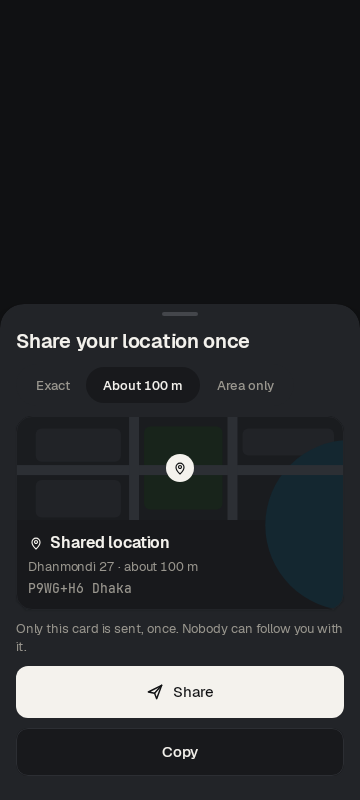 Share your location once
Exact
About 100 m
Area only
Shared location
Dhanmondi 27 · about 100 m
P9WG+H6 Dhaka
Only this card is sent, once. Nobody can follow you with
it.
Share
Copy